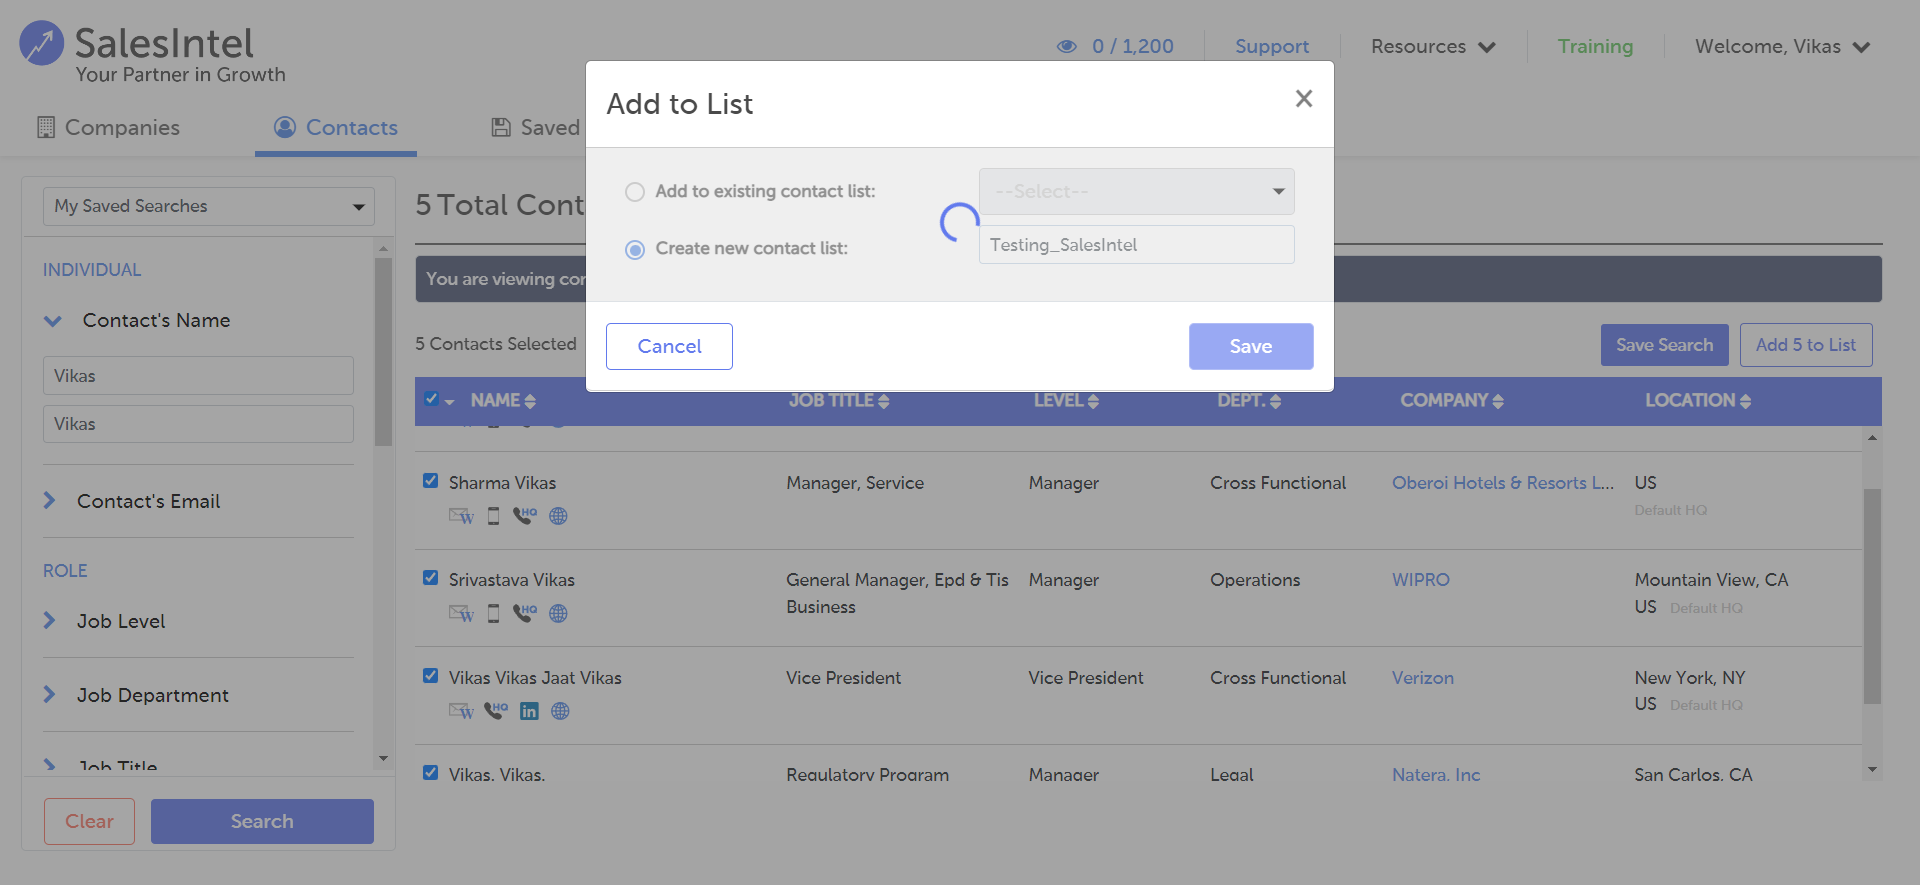 SalesIntel
Your Partner in Growth
0 / 1,200
Support
Resources
Training
Welcome, Vikas
Companies
Contacts
Saved
Add to List
Add to existing contact list:
--Select--
Create new contact list:
Testing_SalesIntel
Cancel
Save
My Saved Searches
INDIVIDUAL
Contact's Name
Vikas
Vikas
Contact's Email
ROLE
Job Level
Job Department
Job Title
Clear
Search
5 Total Cont
You are viewing cor
5 Contacts Selected
Save Search
Add 5 to List
NAME JOB TITLE LEVEL DEPT. COMPANY LOCATION
Sharma Vikas Manager, Service Manager Cross Functional Oberoi Hotels & Resorts L... US
W HQ Default HQ
Srivastava Vikas General Manager, Epd & Tis Manager Operations WIPRO Mountain View, CA
W HQ Business US Default HQ
Vikas Vikas Jaat Vikas Vice President Vice President Cross Functional Verizon New York, NY
W HQ in US Default HQ
Vikas, Vikas, Regulatory Program Manager Legal Natera, Inc San Carlos, CA